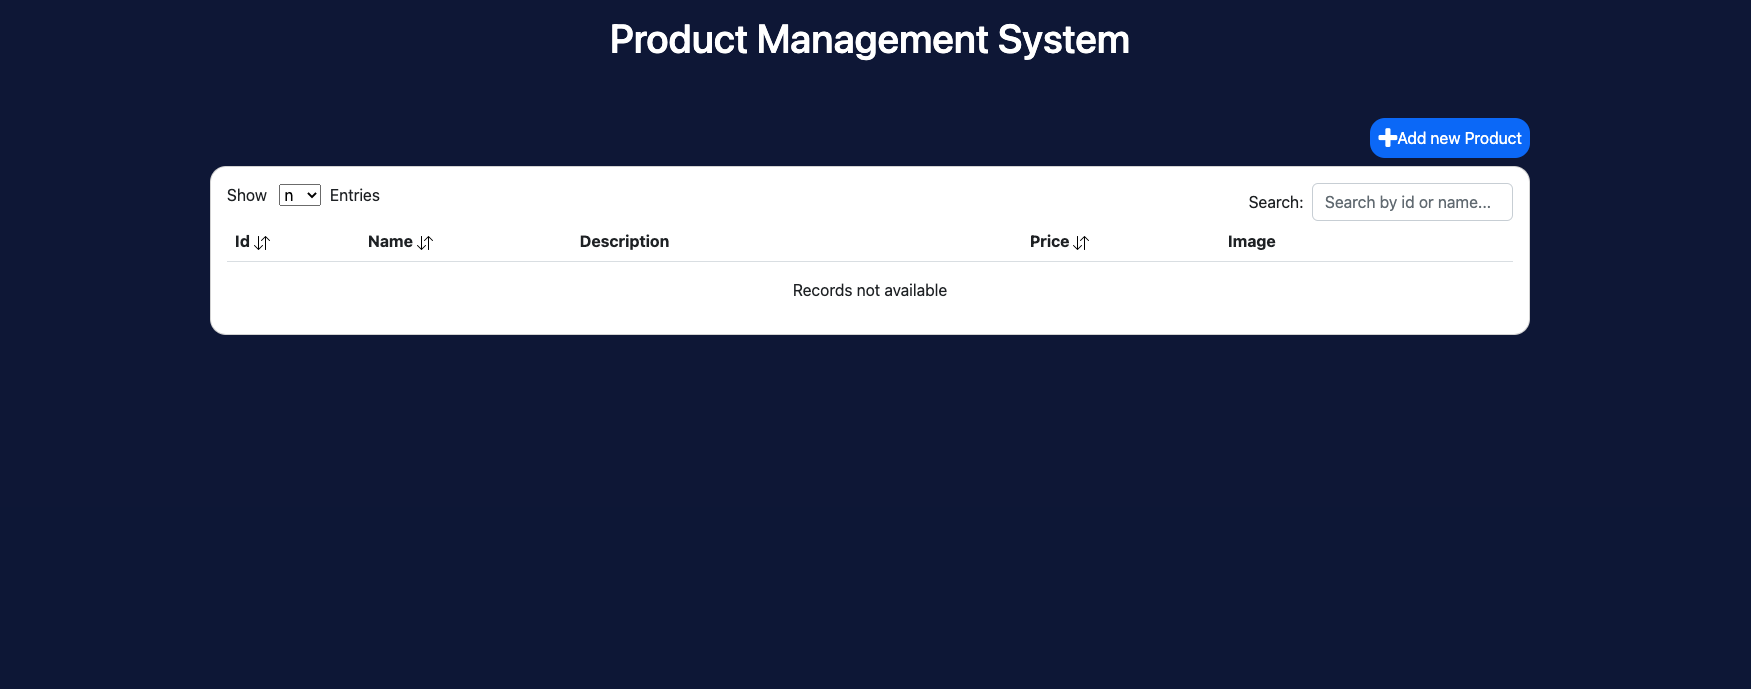 Product Management System
Add new Product
Show n Entries
Search: Search by id or name...
Id Name Description Price Image
Records not available